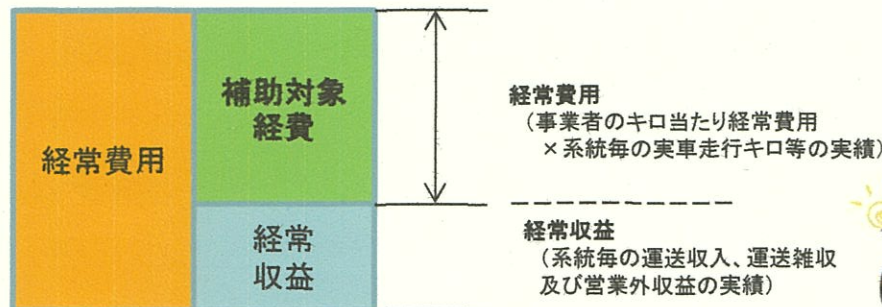 経常費用
補助対象
経費
経常
収益
経常費用
(事業者のキロ当たり経常費用
×系統毎の実車走行キロ等の実績)
経常収益
(系統毎の運送収入、運送雑収
及び営業外収益の実績)